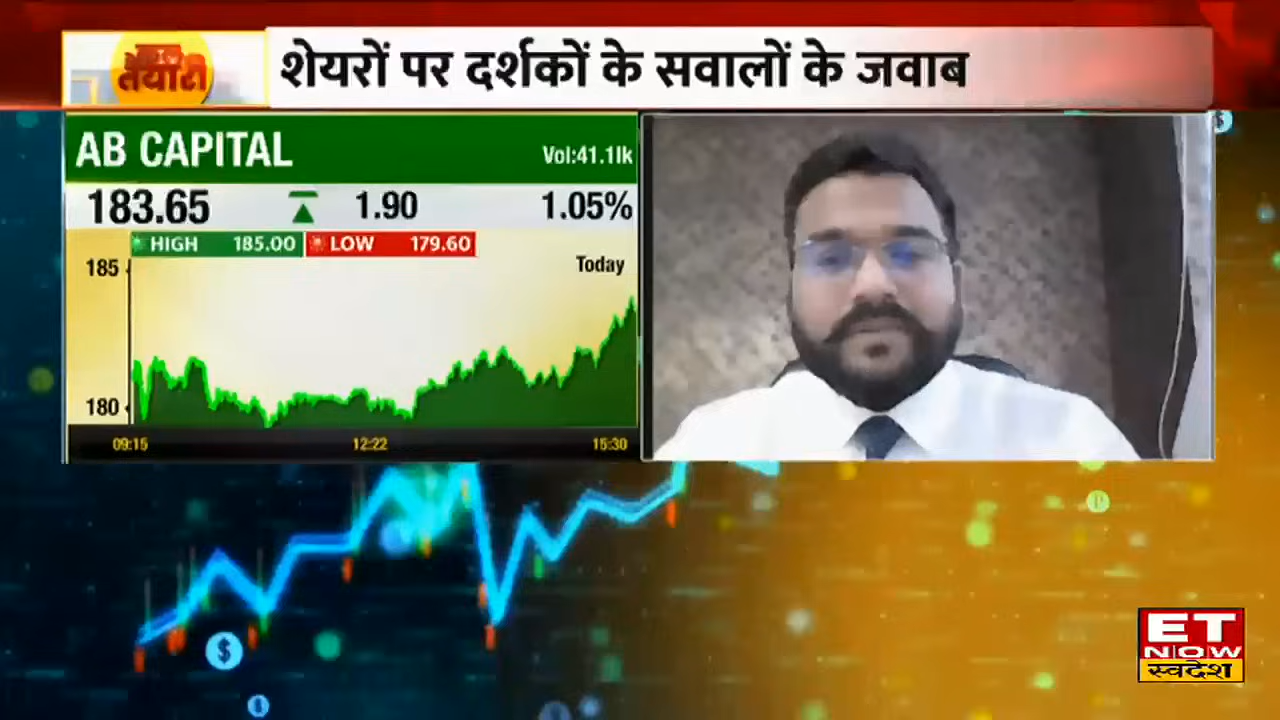 तैयारी
शेयरों पर दर्शकों के सवालों के जवाब
AB CAPITAL
Vol:41.1lk
183.65 1.90 1.05%
HIGH 185.00 LOW 179.60
Today
185
180
09:15 12:22 15:30
ET
NOW
स्वदेश